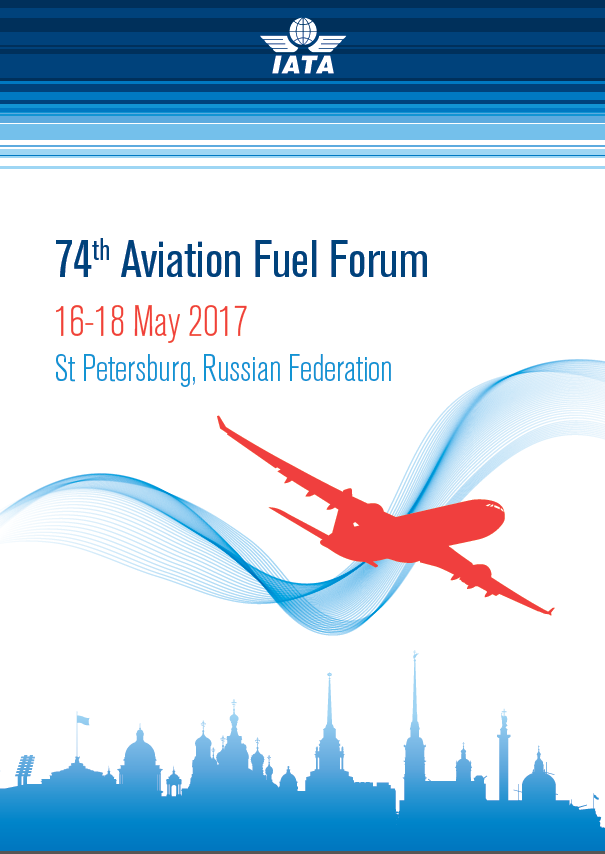 IATA
74th Aviation Fuel Forum
16-18 May 2017
St Petersburg, Russian Federation